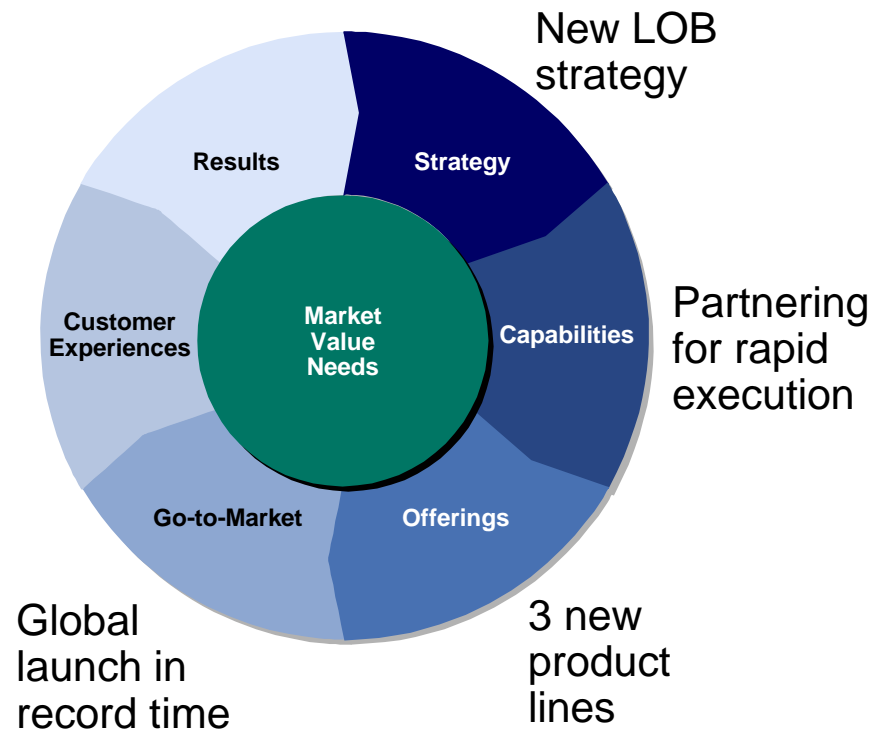 New LOB
strategy
Results
Strategy
Partnering
for rapid
execution
Customer
Experiences
Market
Value
Needs
Capabilities
Go-to-Market
Offerings
Global
launch in
record time
3 new
product
lines